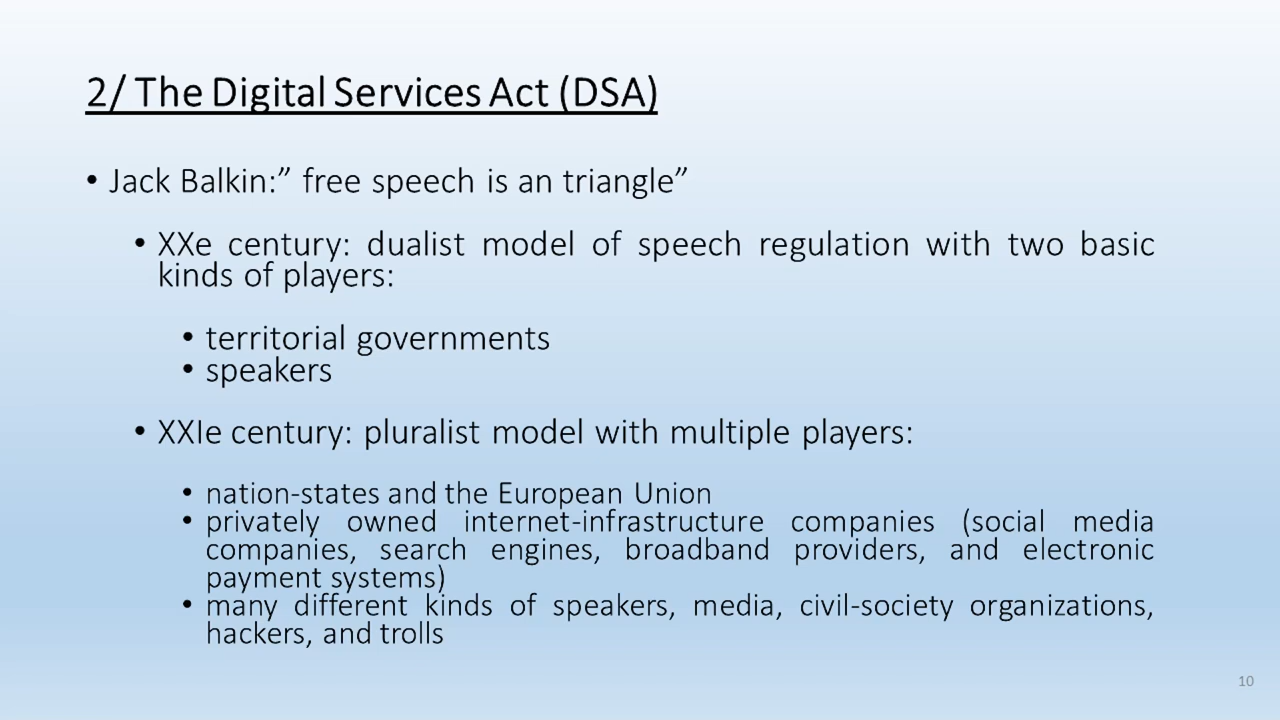 2/ The Digital Services Act (DSA)
• Jack Balkin:” free speech is an triangle”
• XXe century: dualist model of speech regulation with two basic
kinds of players:
• territorial governments
• speakers
• XXIe century: pluralist model with multiple players:
• nation-states and the European Union
• privately owned internet-infrastructure companies (social media
companies, search engines, broadband providers, and electronic
payment systems)
• many different kinds of speakers, media, civil-society organizations,
hackers, and trolls
10